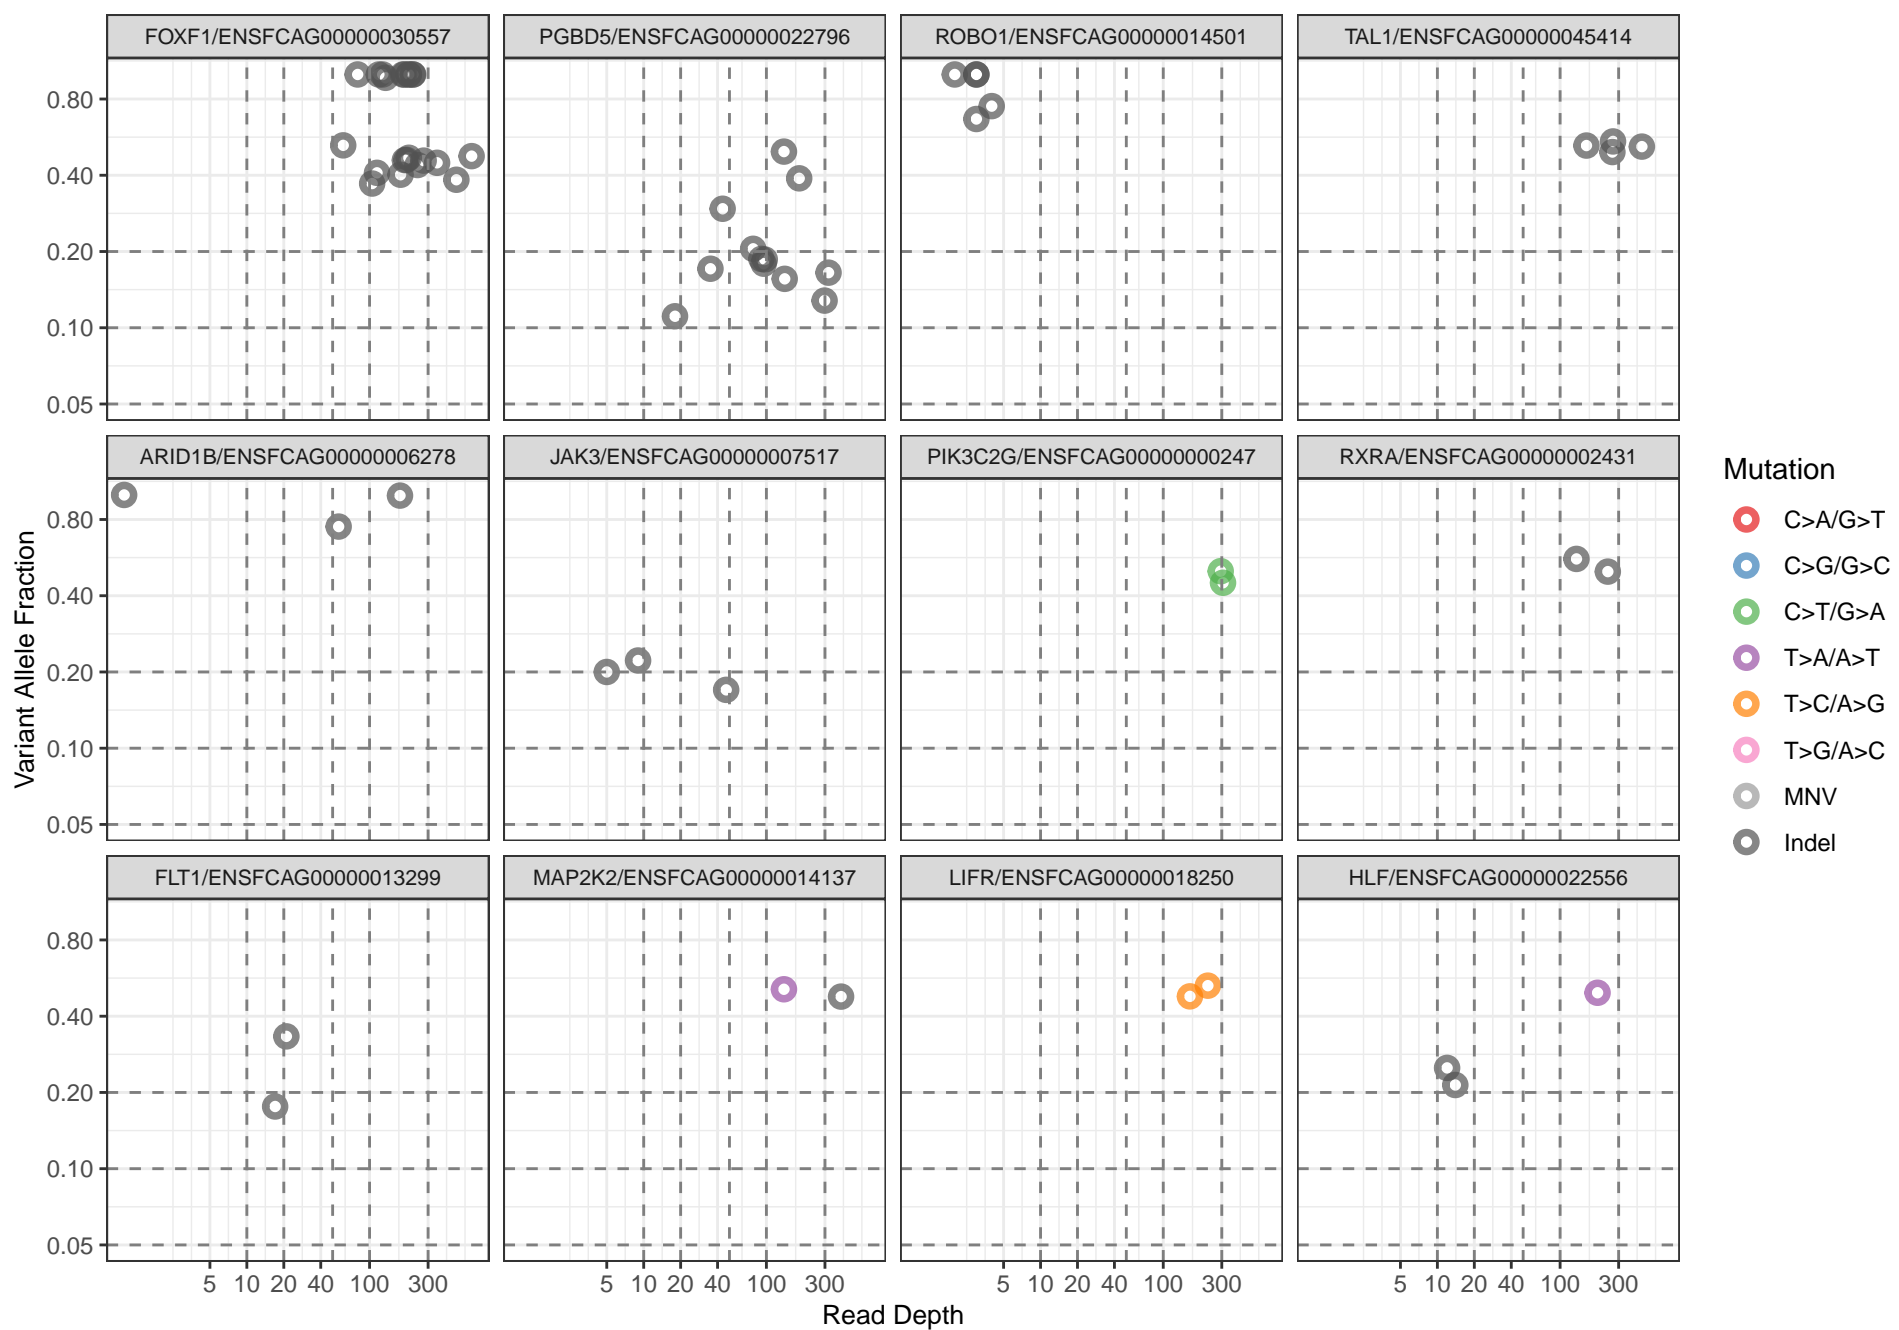 FOXF1/ENSFCAG00000030557
PGBD5/ENSFCAG00000022796
ROBO1/ENSFCAG00000014501
TAL1/ENSFCAG00000045414
0.80
0.40
0.20
0.10
0.05
ARID1B/ENSFCAG00000006278
JAK3/ENSFCAG00000007517
PIK3C2G/ENSFCAG00000000247
RXRA/ENSFCAG00000002431
0.80
0.40
0.20
0.10
0.05
FLT1/ENSFCAG00000013299
MAP2K2/ENSFCAG00000014137
LIFR/ENSFCAG00000018250
HLF/ENSFCAG00000022556
0.80
0.40
0.20
0.10
0.05
5 10 20 40 100 300
5 10 20 40 100 300
5 10 20 40 100 300
5 10 20 40 100 300
Read Depth
Variant Allele Fraction
Mutation
C>A/G>T
C>G/G>C
C>T/G>A
T>A/A>T
T>C/A>G
T>G/A>C
MNV
Indel